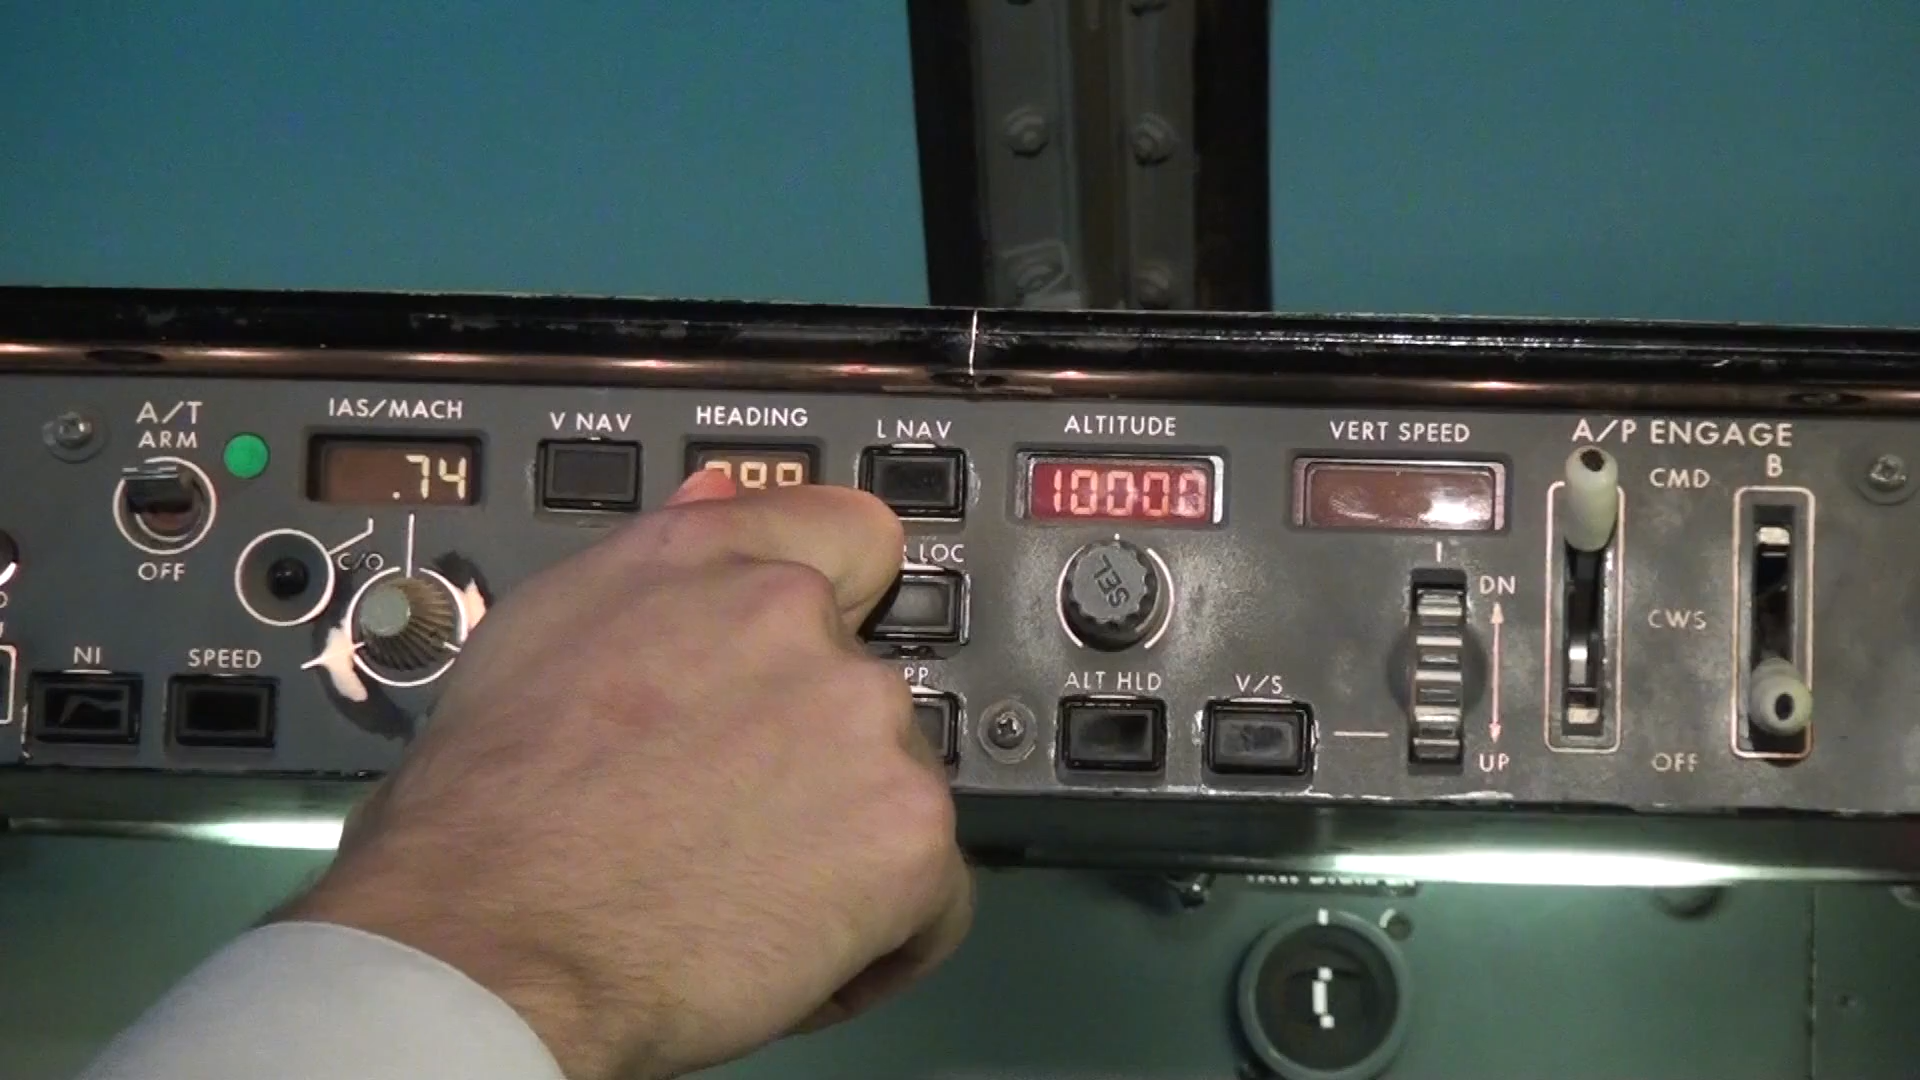 A/T
ARM
OFF
IAS/MACH
.74
C/O
N1
SPEED
V NAV
HEADING
L NAV
LOC
PP
ALTITUDE
10000
SEL
ALT HLD
V/S
VERT SPEED
DN
UP
A/P ENGAGE
B
CMD
CWS
OFF